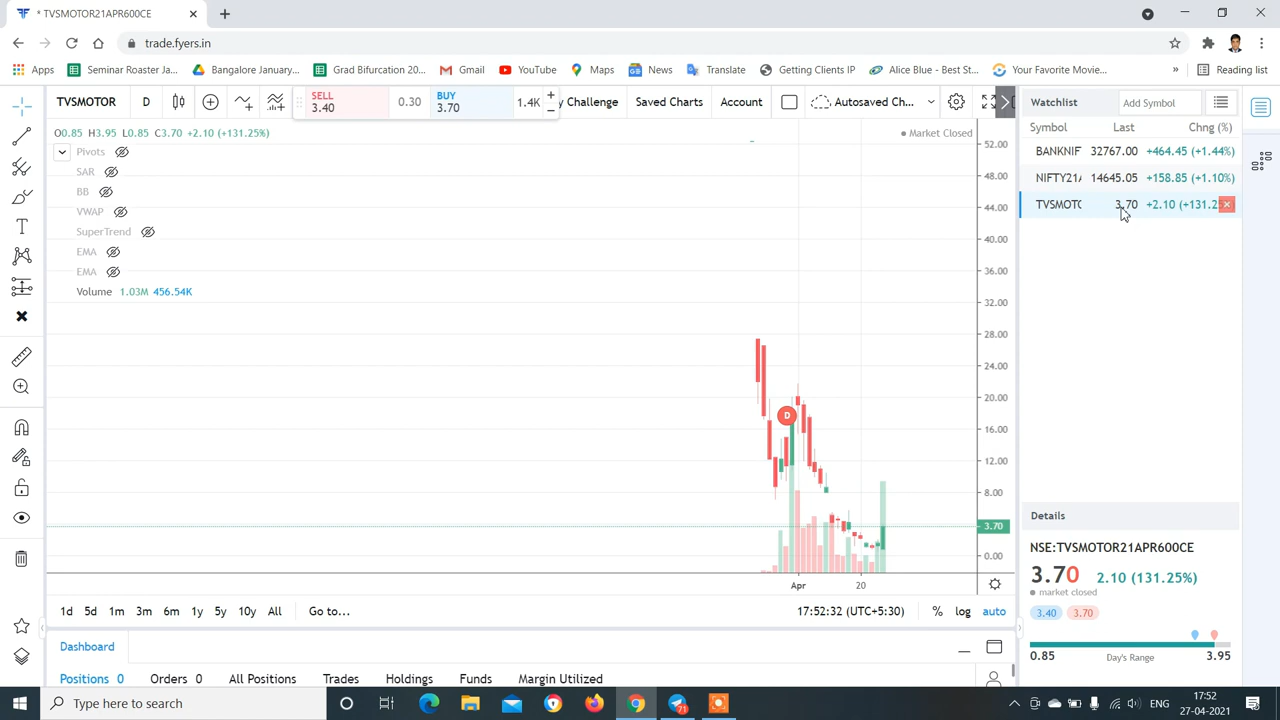 * TVSMOTOR21APR600CE
trade.fyers.in
Apps
Seminar Roaster Ja...
Bangalore January...
Grad Bifurcation 20...
Gmail
YouTube
Maps
News
Translate
Getting Clients IP
Alice Blue - Best St...
Your Favorite Movie...
»
Reading list
TVSMOTOR
D
SELL
3.40
0.30
BUY
3.70
1.4K
y Challenge
Saved Charts
Account
Autosaved Ch...
O0.85 H3.95 L0.85 C3.70 +2.10 (+131.25%)
Market Closed
Pivots
SAR
BB
VWAP
SuperTrend
EMA
EMA
Volume 1.03M 456.54K
52.00
48.00
44.00
40.00
36.00
32.00
28.00
24.00
20.00
16.00
12.00
8.00
3.70
0.00
D
Apr
20
1d 5d 1m 3m 6m 1y 5y 10y All Go to...
17:52:32 (UTC+5:30)
% log auto
Dashboard
Positions 0
Orders 0
All Positions
Trades
Holdings
Funds
Margin Utilized
Watchlist
Add Symbol
Symbol Last Chng (%)
BANKNIF 32767.00 +464.45 (+1.44%)
NIFTY21A 14645.05 +158.85 (+1.10%)
TVSMOTO 3.70 +2.10 (+131.25
Details
NSE:TVSMOTOR21APR600CE
3.70 2.10 (131.25%)
market closed
3.40 3.70
0.85 Day's Range 3.95
Type here to search
71
ENG
17:52
27-04-2021